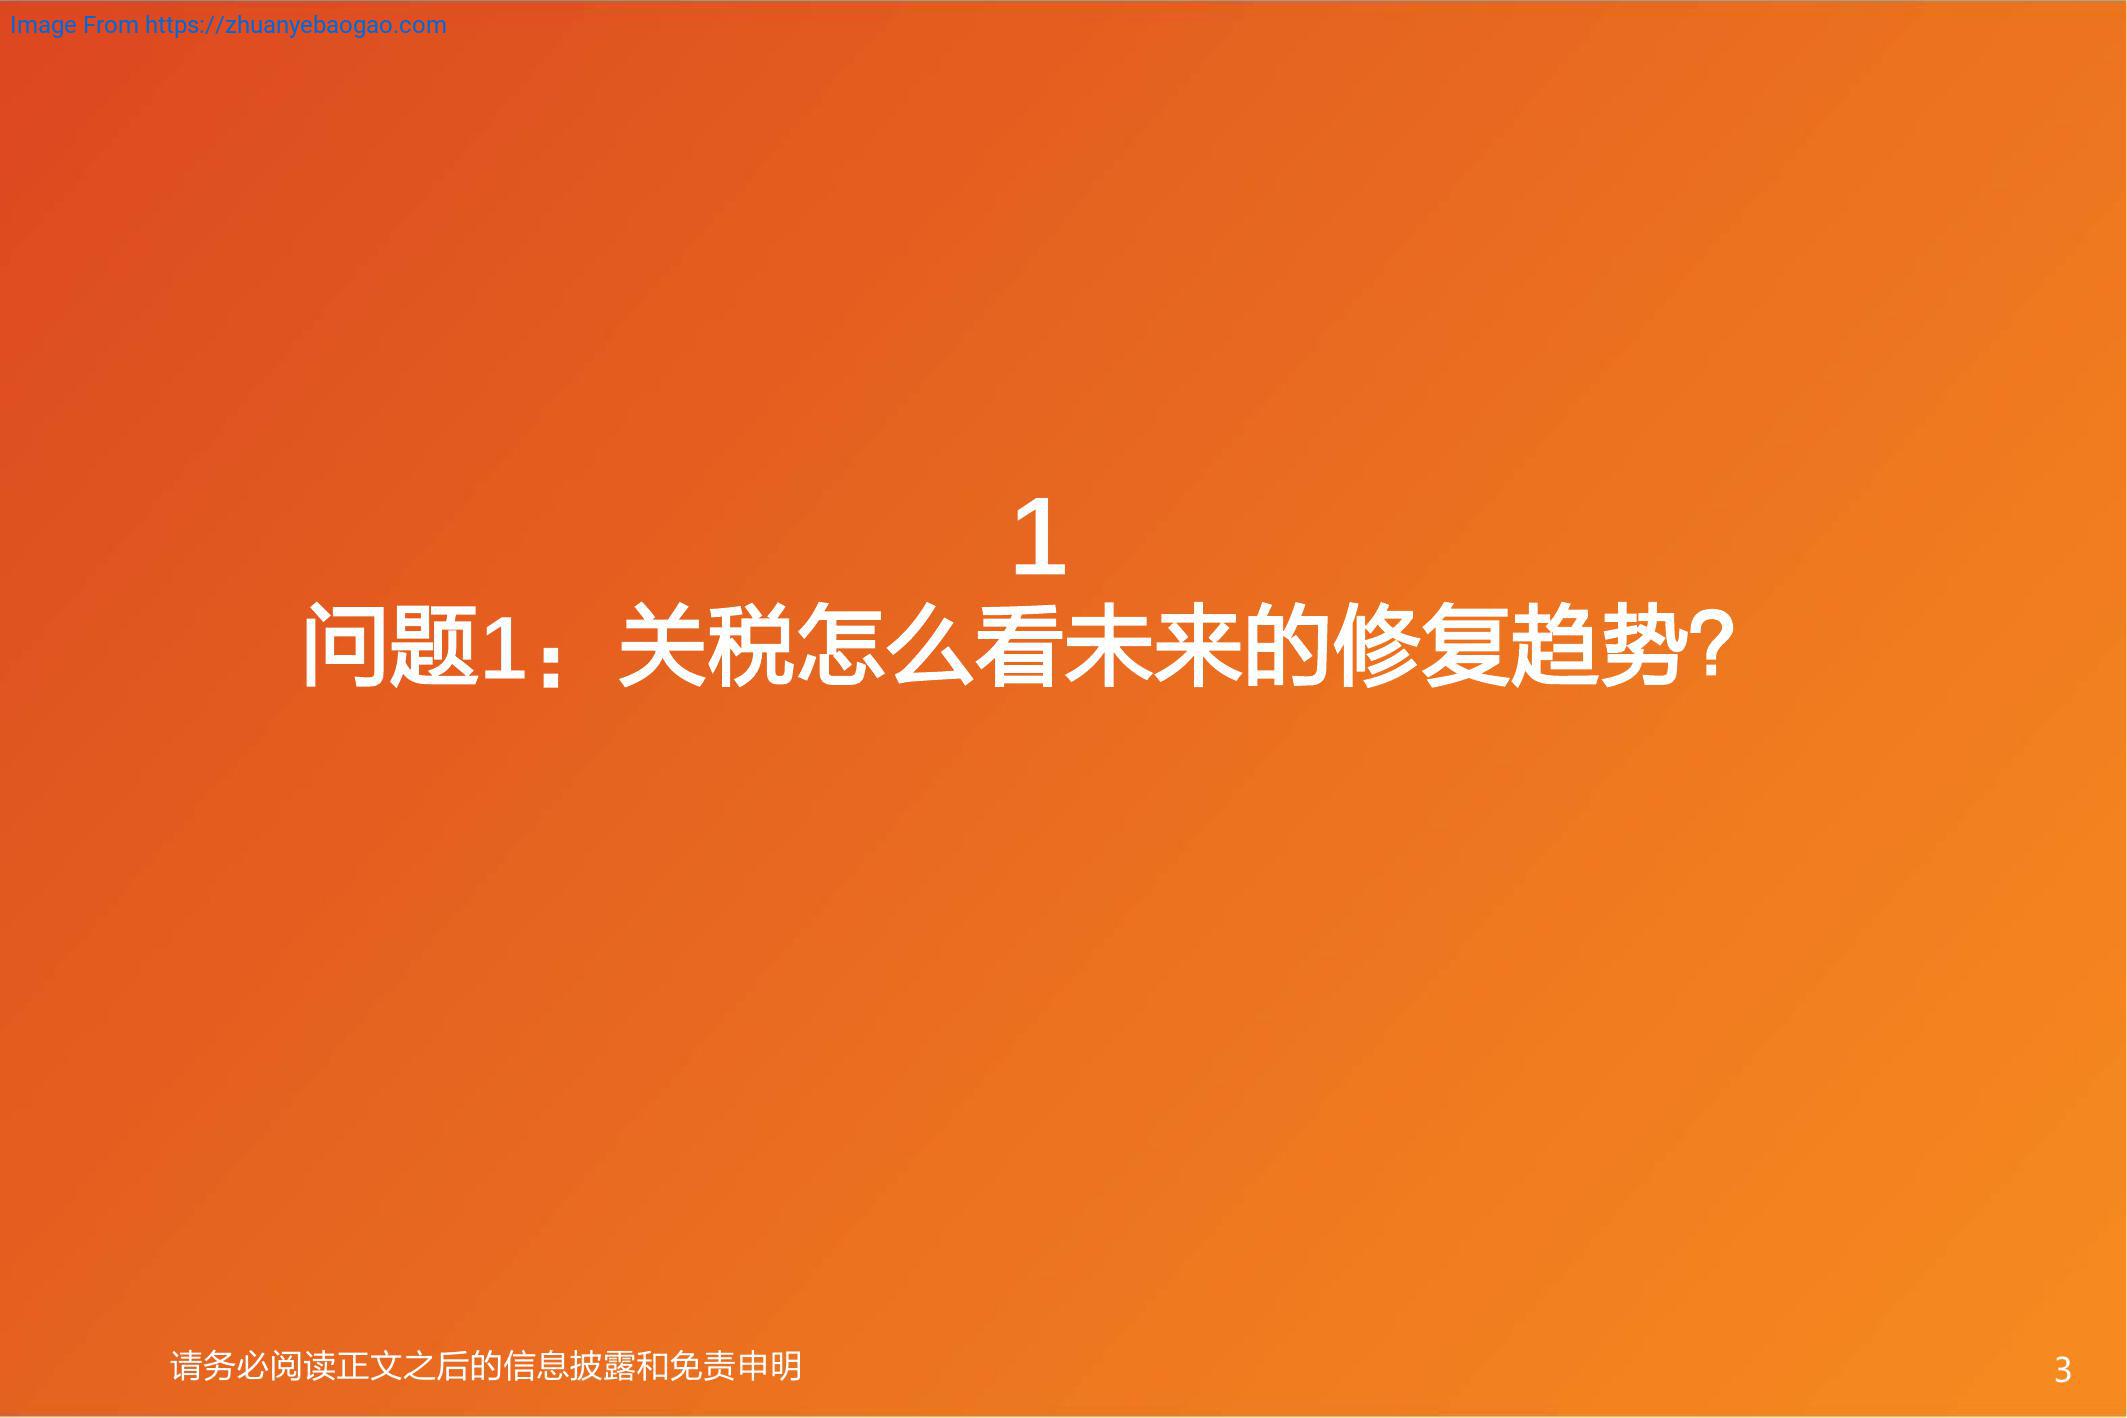 Image From https://zhuanyebaogao.com
1
问题1：关税怎么看未来的修复趋势？
请务必阅读正文之后的信息披露和免责申明
3